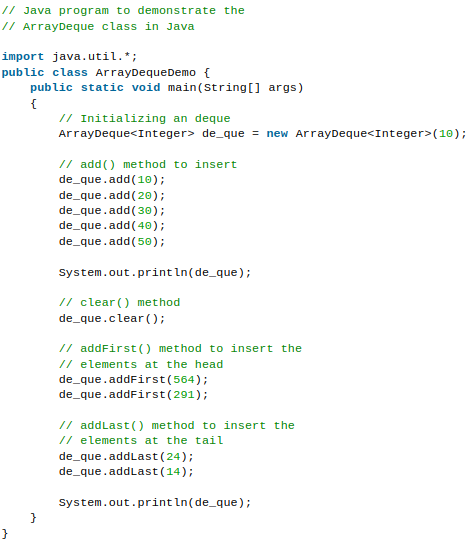 // Java program to demonstrate the
// ArrayDeque class in Java
import java.util.*;
public class ArrayDequeDemo {
    public static void main(String[] args)
    {
        // Initializing an deque
        ArrayDeque<Integer> de_que = new ArrayDeque<Integer>(10);
        // add() method to insert
        de_que.add(10);
        de_que.add(20);
        de_que.add(30);
        de_que.add(40);
        de_que.add(50);
        System.out.println(de_que);
        // clear() method
        de_que.clear();
        // addFirst() method to insert the
        // elements at the head
        de_que.addFirst(564);
        de_que.addFirst(291);
        // addLast() method to insert the
        // elements at the tail
        de_que.addLast(24);
        de_que.addLast(14);
        System.out.println(de_que);
    }
}